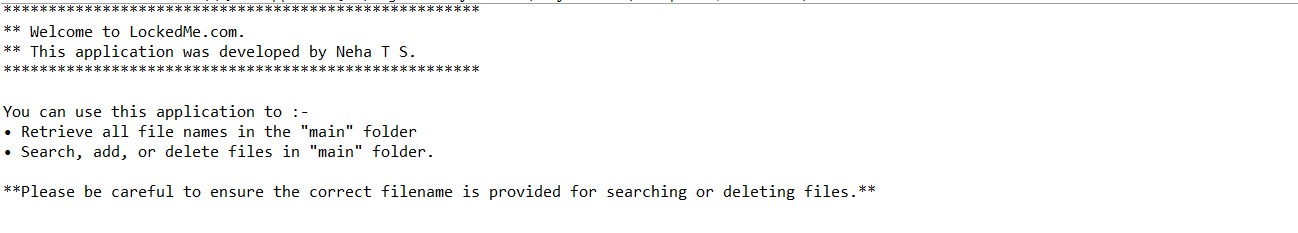 *****************************************************
** Welcome to LockedMe.com.
** This application was developed by Neha T S.
*****************************************************
You can use this application to :-
• Retrieve all file names in the "main" folder
• Search, add, or delete files in "main" folder.
**Please be careful to ensure the correct filename is provided for searching or deleting files.**